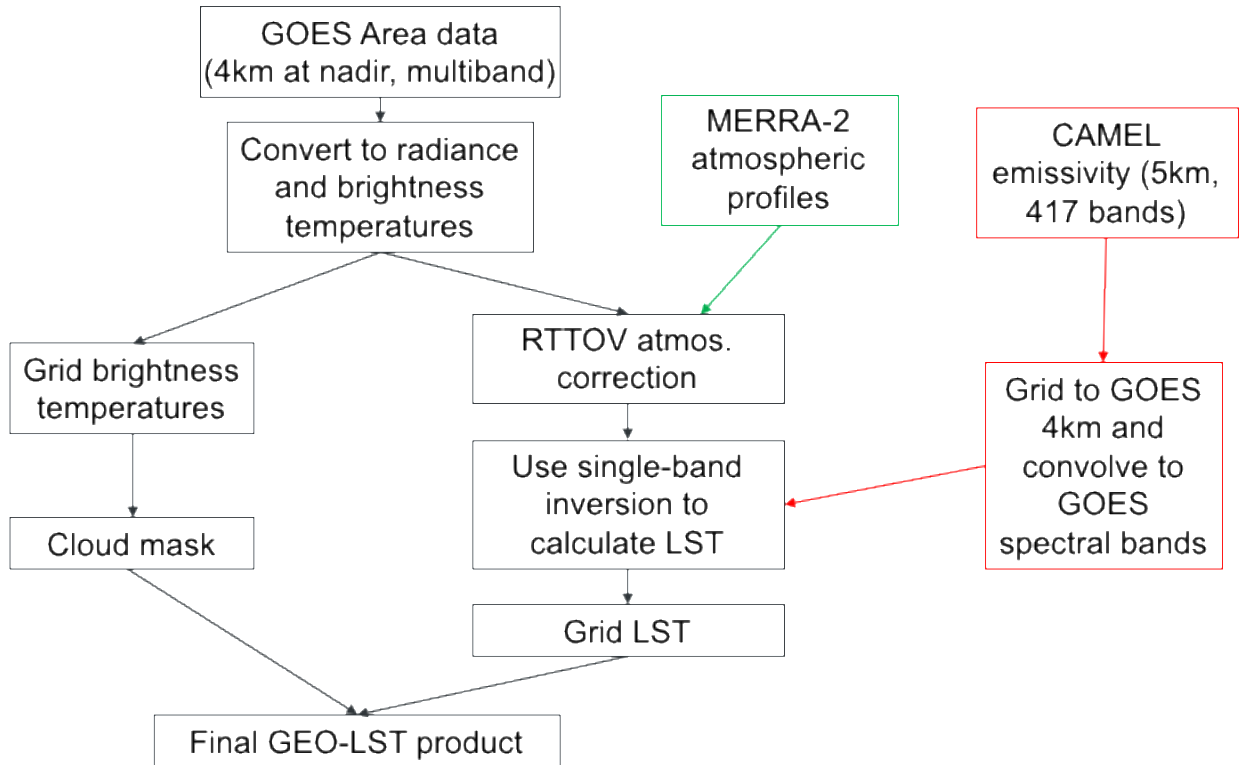 GOES Area data
(4km at nadir, multiband)
Convert to radiance
and brightness
temperatures
MERRA-2
atmospheric
profiles
CAMEL
emissivity (5km,
417 bands)
Grid brightness
temperatures
RTTOV atmos.
correction
Grid to GOES
4km and
convolve to
GOES
spectral bands
Use single-band
inversion to
calculate LST
Cloud mask
Grid LST
Final GEO-LST product